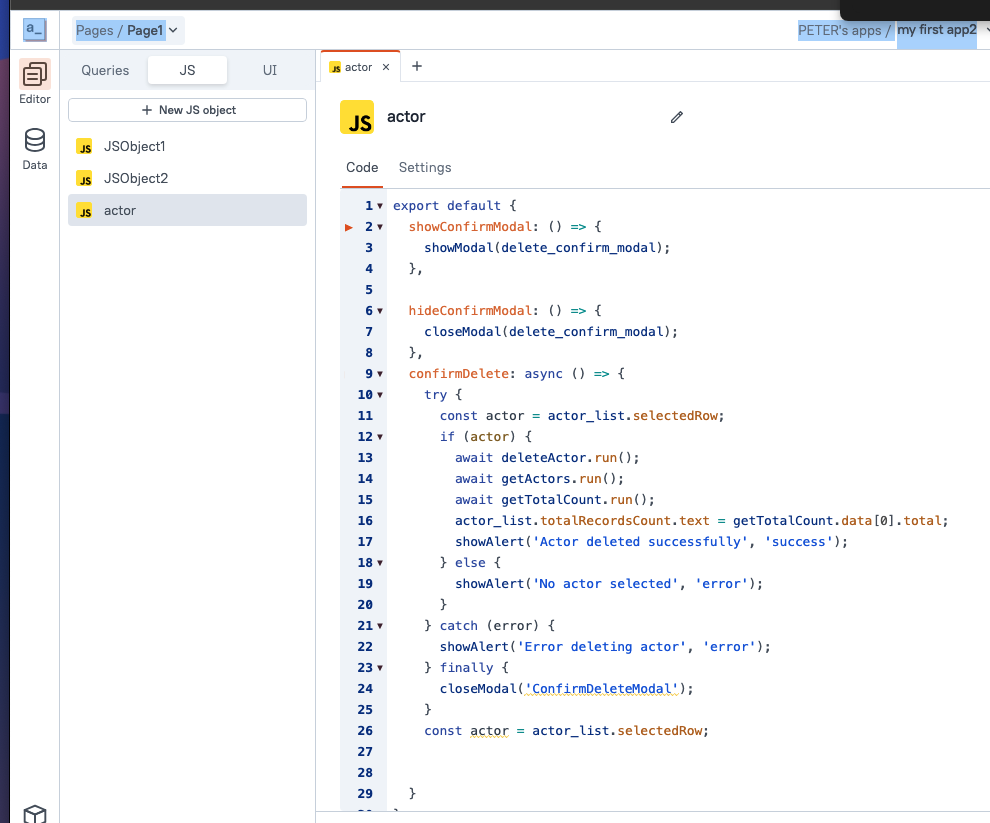 a_ Pages / Page1 PETER's apps / my first app2
Editor
Data
Queries JS UI
+ New JS object
JS JSObject1
JS JSObject2
JS actor
JS actor × +
JS actor
Code Settings
1 export default {
2 showConfirmModal: () => {
3 showModal(delete_confirm_modal);
4 },
5
6 hideConfirmModal: () => {
7 closeModal(delete_confirm_modal);
8 },
9 confirmDelete: async () => {
10 try {
11 const actor = actor_list.selectedRow;
12 if (actor) {
13 await deleteActor.run();
14 await getActors.run();
15 await getTotalCount.run();
16 actor_list.totalRecordsCount.text = getTotalCount.data[0].total;
17 showAlert('Actor deleted successfully', 'success');
18 } else {
19 showAlert('No actor selected', 'error');
20 }
21 } catch (error) {
22 showAlert('Error deleting actor', 'error');
23 } finally {
24 closeModal('ConfirmDeleteModal');
25 }
26 const actor = actor_list.selectedRow;
27
28
29 }